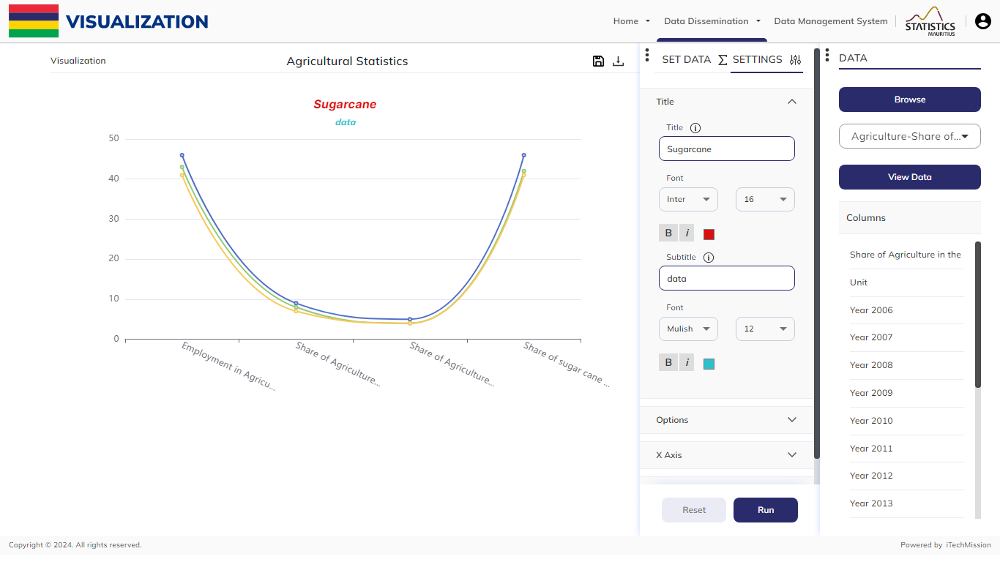 VISUALIZATION
Home
Data Dissemination
Data Management System
STATISTICS
MAURITIUS
Visualization
Agricultural Statistics
Sugarcane
data
50
40
30
20
10
0
Employment in Agricu...
Share of Agriculture...
Share of Agriculture...
Share of sugar cane ...
SET DATA
SETTINGS
Title
Title
Sugarcane
Font
Inter
16
B i
Subtitle
data
Font
Mulish
12
B i
Options
X Axis
Reset
Run
DATA
Browse
Agriculture-Share of...
View Data
Columns
Share of Agriculture in the
Unit
Year 2006
Year 2007
Year 2008
Year 2009
Year 2010
Year 2011
Year 2012
Year 2013
Copyright © 2024. All rights reserved.
Powered by iTechMission